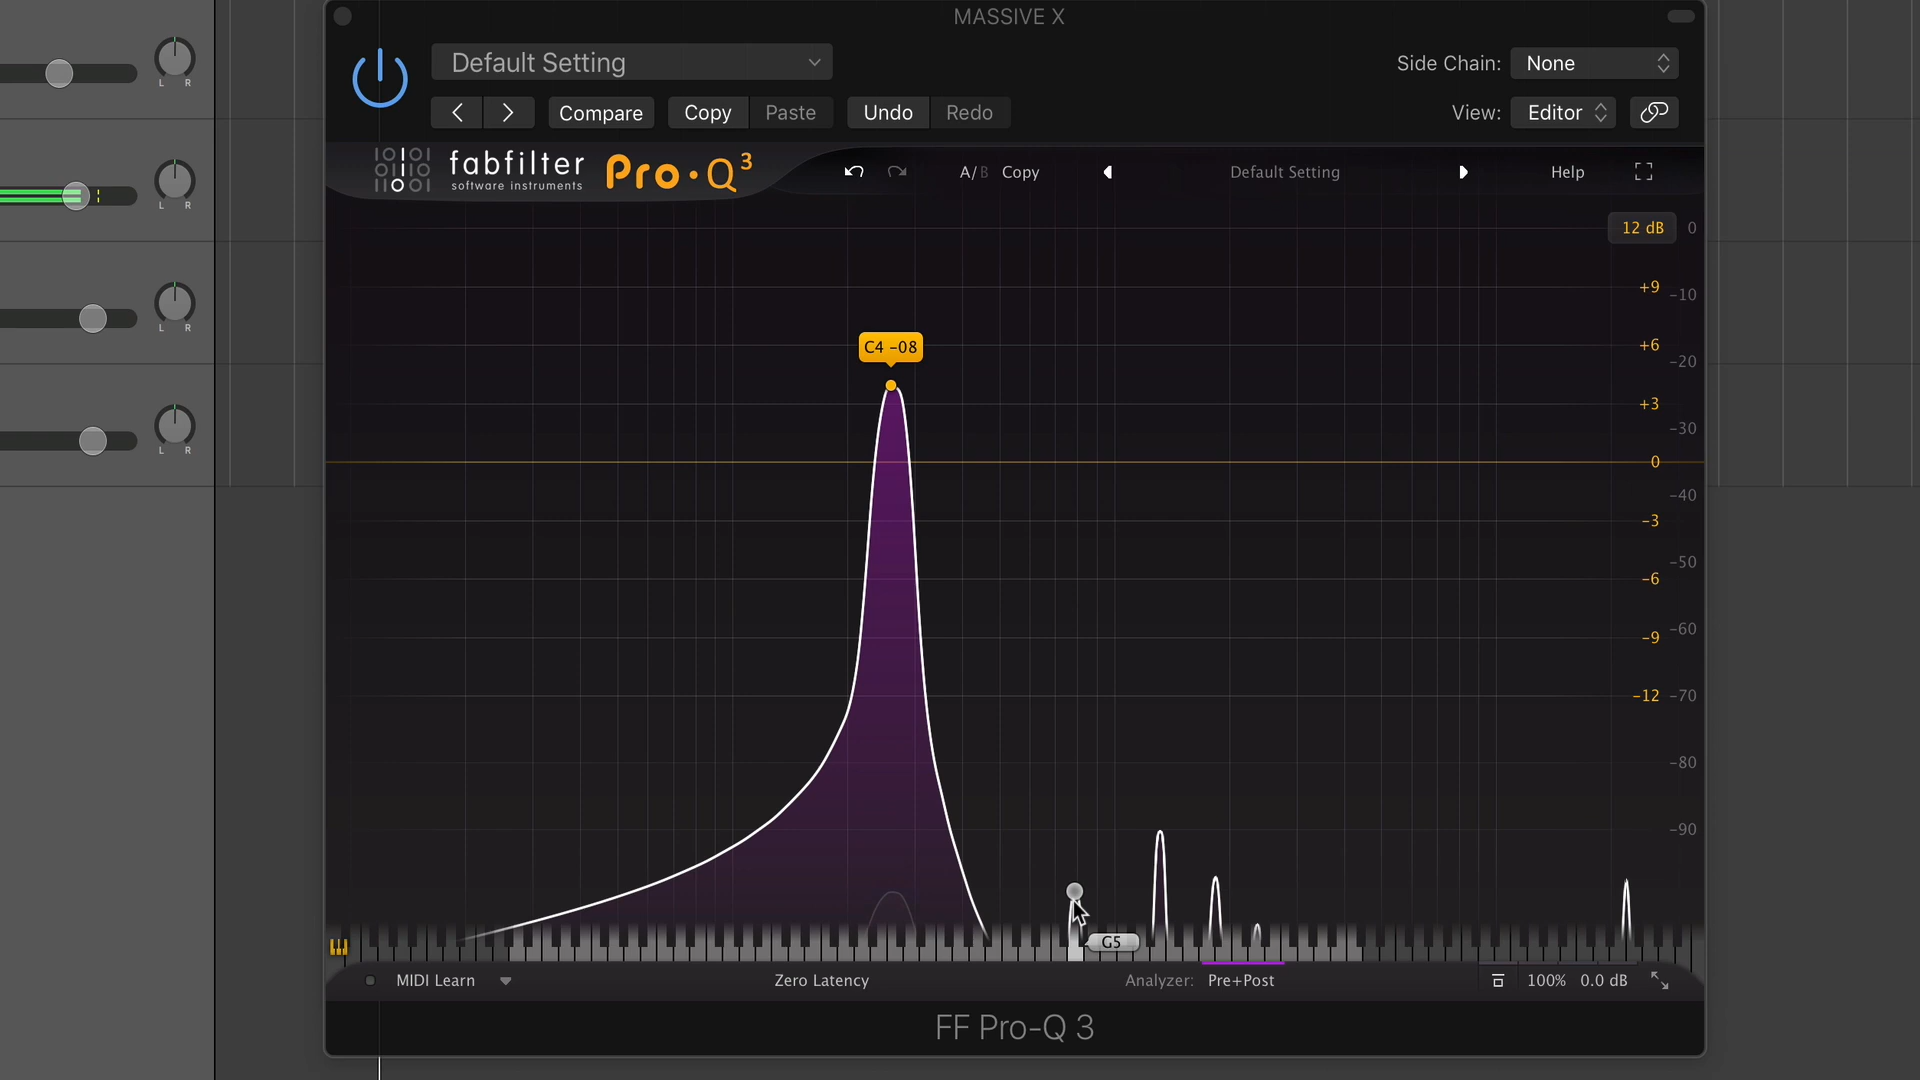 MASSIVE X
Default Setting
Side Chain: None
Compare Copy Paste Undo Redo
View: Editor
fabfilter
software instruments
Pro·Q3
A/B Copy
Default Setting
Help
12 dB 0
+9 -10
+6 -20
+3 -30
0 -40
-3 -50
-6 -60
-9
-12 -70
-80
-90
C4 -08
G5
L R
L R
L R
L R
MIDI Learn
Zero Latency
Analyzer: Pre+Post
100% 0.0 dB
FF Pro-Q 3